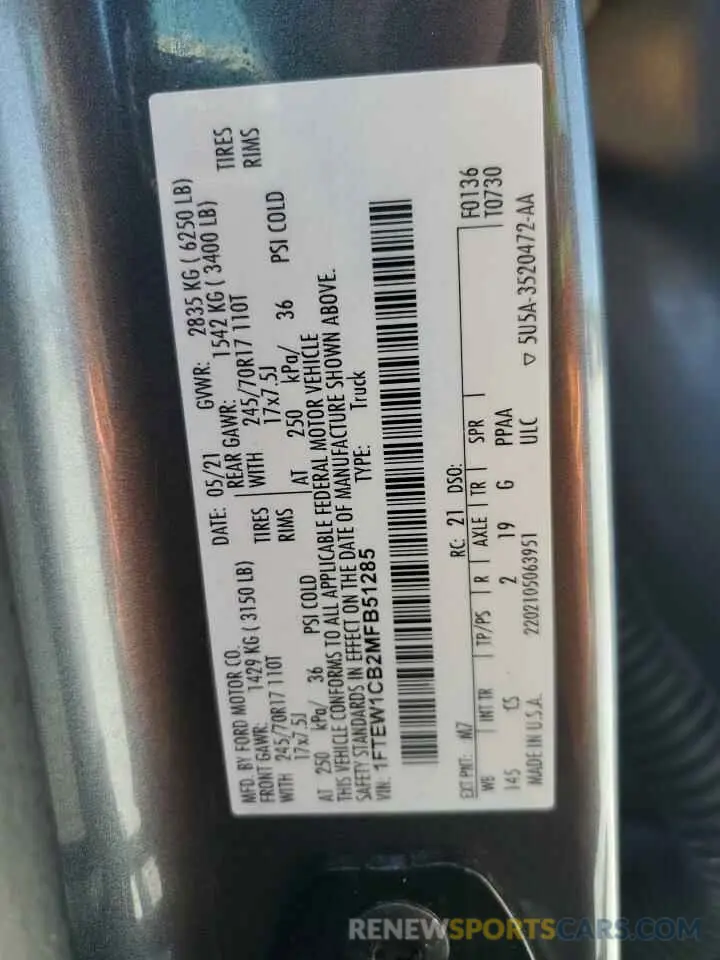 MFD. BY FORD MOTOR CO. DATE: 05/21 GVWR: 2835 KG ( 6250 LB)
FRONT GAWR: 1429 KG ( 3150 LB) REAR GAWR: 1542 KG ( 3400 LB)
WITH 245/70R17 110T TIRES WITH 245/70R17 110T TIRES
17x7.5J RIMS 17x7.5J RIMS
AT 250 kPa/ 36 PSI COLD AT 250 kPa/ 36 PSI COLD
THIS VEHICLE CONFORMS TO ALL APPLICABLE FEDERAL MOTOR VEHICLE
SAFETY STANDARDS IN EFFECT ON THE DATE OF MANUFACTURE SHOWN ABOVE.
VIN: 1FTEW1CB2MFB51285 TYPE: Truck
F0136
EXT PNT: M7 RC: 21 DSO: T0730
WB INT TR TP/PS R AXLE TR SPR
145 CS 2 19 G PPAA
ULC
MADE IN U.S.A. 2202105063951 ▽ 5U5A-3520472-AA
RENEWSPORTSCARS.COM